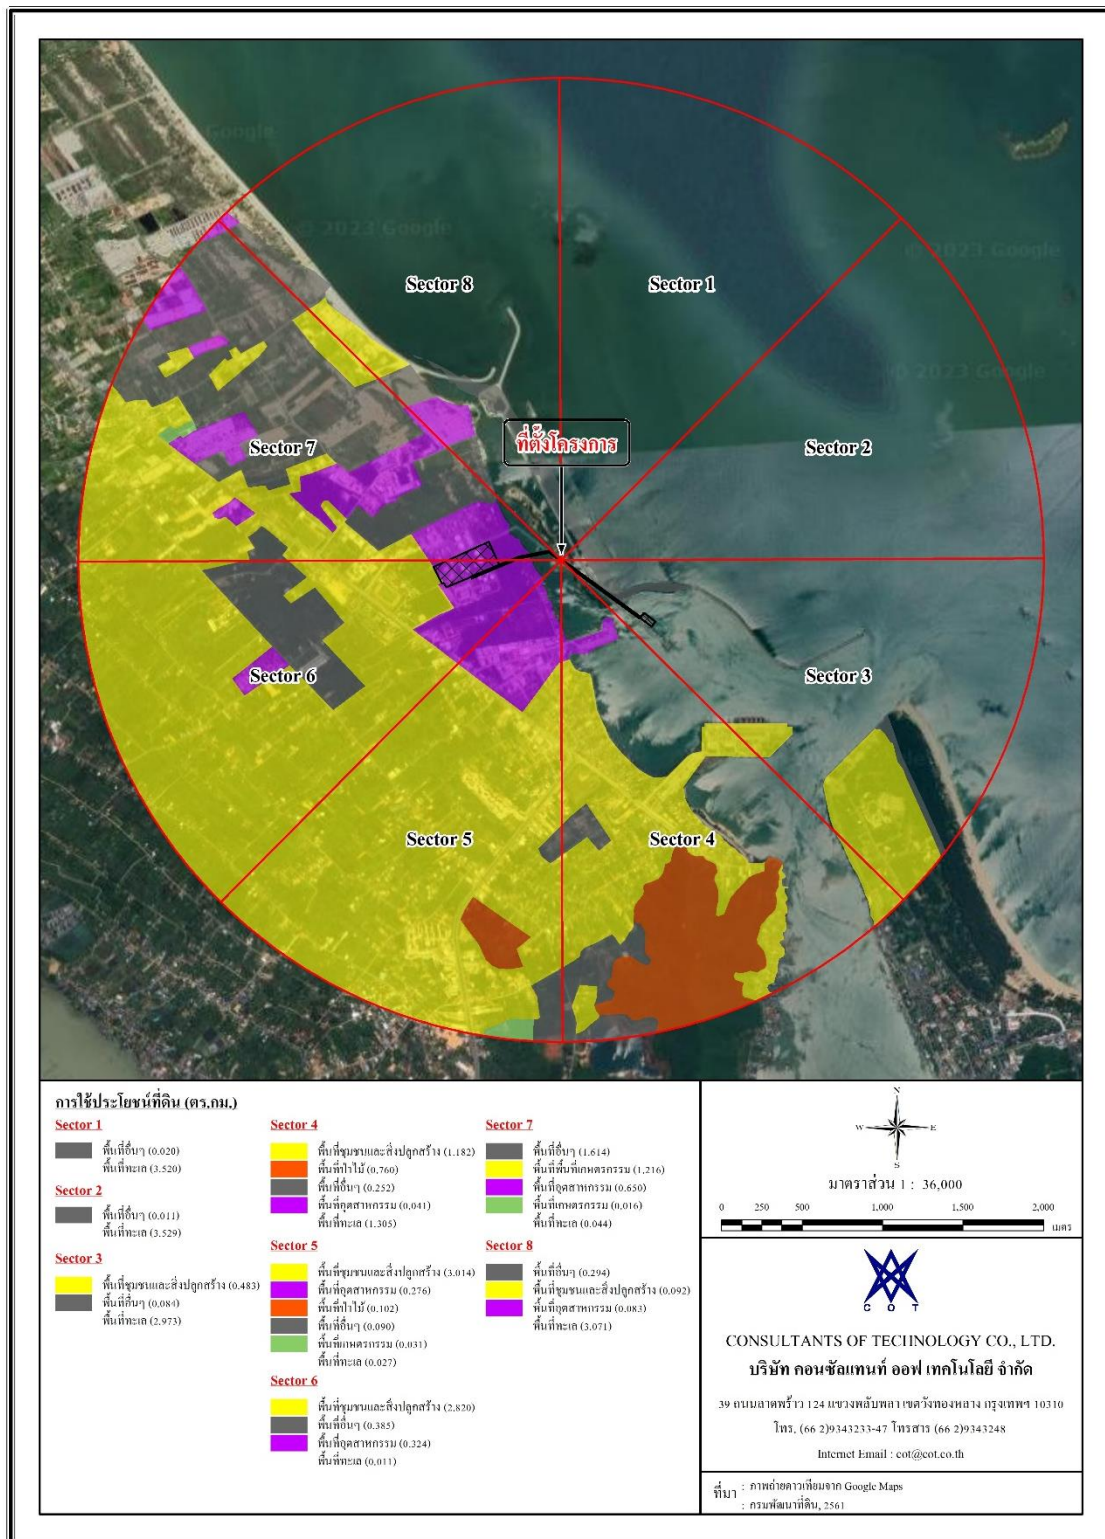 © 2023 Google
© 2023 Google
© 2023 Google
Sector 8
Sector 1
ที่ตั้งโครงการ
Sector 7
Sector 2
Sector 6
Sector 3
Sector 5
Sector 4
การใช้ประโยชน์ที่ดิน (ตร.กม.)
Sector 1
พื้นที่อื่นๆ (0.020)
พื้นที่ทะเล (3.520)
Sector 2
พื้นที่อื่นๆ (0.011)
พื้นที่ทะเล (3.529)
Sector 3
พื้นที่ชุมชนและสิ่งปลูกสร้าง (0.483)
พื้นที่อื่นๆ (0.084)
พื้นที่ทะเล (2.973)
Sector 4
พื้นที่ชุมชนและสิ่งปลูกสร้าง (1.182)
พื้นที่ป่าไม้ (0.760)
พื้นที่อื่นๆ (0.252)
พื้นที่อุตสาหกรรม (0.041)
พื้นที่ทะเล (1.305)
Sector 5
พื้นที่ชุมชนและสิ่งปลูกสร้าง (3.014)
พื้นที่อุตสาหกรรม (0.276)
พื้นที่ป่าไม้ (0.102)
พื้นที่อื่นๆ (0.090)
พื้นที่เกษตรกรรม (0.031)
พื้นที่ทะเล (0.027)
Sector 6
พื้นที่ชุมชนและสิ่งปลูกสร้าง (2.820)
พื้นที่อื่นๆ (0.385)
พื้นที่อุตสาหกรรม (0.324)
พื้นที่ทะเล (0.011)
Sector 7
พื้นที่อื่นๆ (1.614)
พื้นที่พื้นที่เกษตรกรรม (1,216)
พื้นที่อุตสาหกรรม (0.650)
พื้นที่เกษตรกรรม (0.016)
พื้นที่ทะเล (0.044)
Sector 8
พื้นที่อื่นๆ (0.294)
พื้นที่ชุมชนและสิ่งปลูกสร้าง (0.092)
พื้นที่อุตสาหกรรม (0.083)
พื้นที่ทะเล (3.071)
N
W E
S
มาตราส่วน 1 : 36,000
0 250 500 1,000 1,500 2,000
เมตร
C O T
CONSULTANTS OF TECHNOLOGY CO., LTD.
บริษัท คอนซัลแทนท์ ออฟ เทคโนโลยี จำกัด
39 ถนนลาดพร้าว 124 แขวงพลับพลา เขตวังทองหลาง กรุงเทพฯ 10310
โทร. (66 2)9343233-47 โทรสาร (66 2)9343248
Internet Email : cot@cot.co.th
ที่มา : ภาพถ่ายดาวเทียมจาก Google Maps
: กรมพัฒนาที่ดิน, 2561